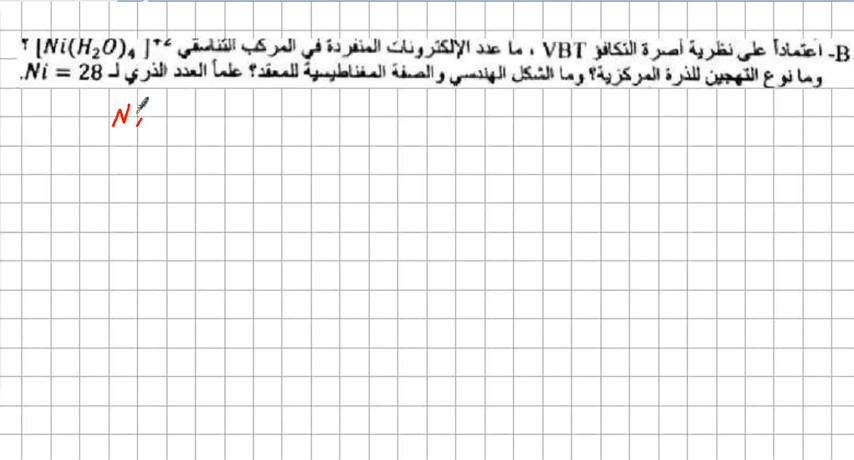 B- اعتماداً على نظرية أصرة التكافؤ VBT ، ما عدد الإلكترونات المنفردة في المركب التناسقي [Ni(H₂O)₄]⁺² ؟
وما نوع التهجين للذرة المركزية؟ وما الشكل الهندسي والصفة المغناطيسية للمعقد؟ علماً العدد الذري لـ Ni = 28.
Ni